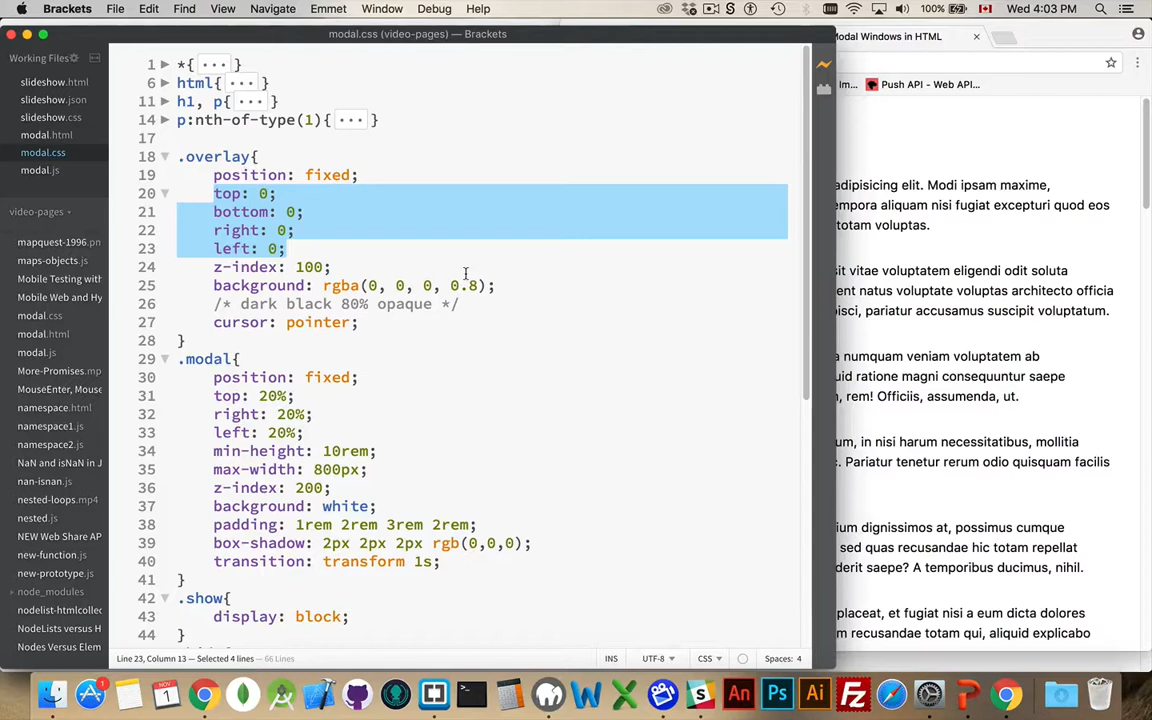 Brackets File Edit Find View Navigate Emmet Window Debug Help 100% Wed 4:03 PM
modal.css (video-pages) — Brackets
Modal Windows in HTML
Working Files
slideshow.html
slideshow.json
slideshow.css
modal.html
modal.css
modal.js
video-pages
mapquest-1996.pn
maps-objects.js
Mobile Testing with
Mobile Web and Hy
modal.css
modal.html
modal.js
More-Promises.mp
MouseEnter, Mouse
namespace.html
namespace1.js
namespace2.js
NaN and isNaN in J
nan-isnan.js
nested-loops.mp4
nested.js
NEW Web Share AP
new-function.js
new-prototype.js
node_modules
nodelist-htmlcollec
NodeLists versus H
Nodes Versus Elem
1 *{ ... }
6 html{ ... }
11 h1, p{ ... }
14 p:nth-of-type(1){ ... }
17
18 .overlay{
19 position: fixed;
20 top: 0;
21 bottom: 0;
22 right: 0;
23 left: 0;
24 z-index: 100;
25 background: rgba(0, 0, 0, 0.8);
26 /* dark black 80% opaque */
27 cursor: pointer;
28 }
29 .modal{
30 position: fixed;
31 top: 20%;
32 right: 20%;
33 left: 20%;
34 min-height: 10rem;
35 max-width: 800px;
36 z-index: 200;
37 background: white;
38 padding: 1rem 2rem 3rem 2rem;
39 box-shadow: 2px 2px 2px rgb(0,0,0);
40 transition: transform 1s;
41 }
42 .show{
43 display: block;
44 }
Line 23, Column 13 — Selected 4 lines — 66 Lines
INS UTF-8 CSS Spaces: 4
Im... Push API - Web API...
adipisicing elit. Modi ipsam maxime,
empora aliquam nisi fugiat excepturi quod eos
atum voluptas.
sit vitae voluptatem eligendi odit soluta
ent natus voluptate voluptas architecto officia
pisci, pariatur accusamus suscipit voluptatum.
a numquam veniam voluptatem ab
uid ratione magni consequuntur saepe
, rem! Officiis, assumenda, ut.
um, in nisi harum necessitatibus, mollitia
Pariatur tenetur rerum odio quisquam facilis
ium dignissimos at, possimus cumque
sed quas recusandae hic totam repellat
derit saepe? A temporibus ducimus, nihil.
placeat, et fugiat nisi a eum dicta dolores
m recusandae totam qui, aliquid explicabo
NOV 1
1
An Ps Ai Fz